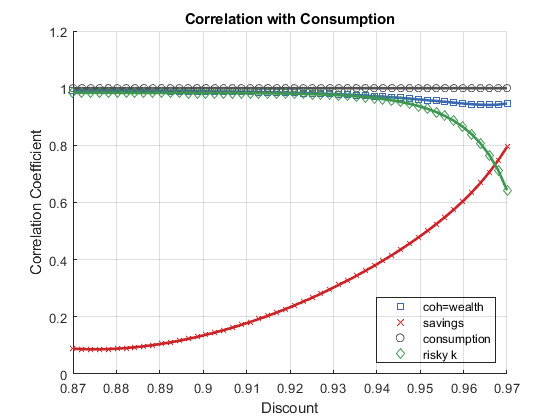 Correlation with Consumption
1.2
1
0.8
0.6
0.4
0.2
0
Correlation Coefficient
coh=wealth
savings
consumption
risky k
0.87 0.88 0.89 0.9 0.91 0.92 0.93 0.94 0.95 0.96 0.97
Discount